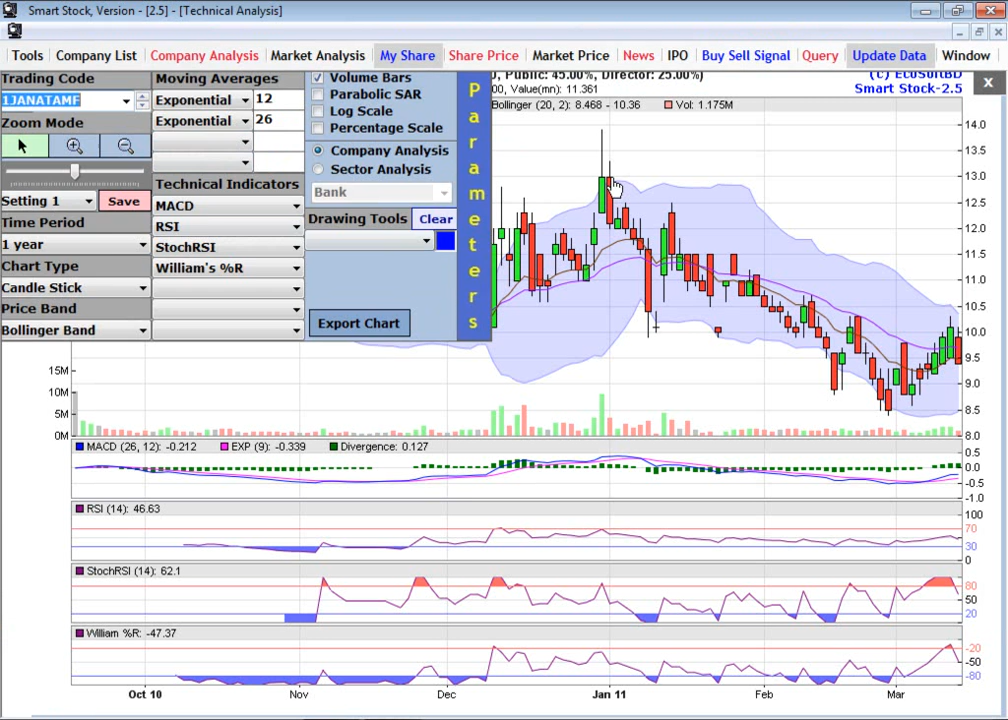 Smart Stock, Version - [2.5] - [Technical Analysis]
Tools Company List Company Analysis Market Analysis My Share Share Price Market Price News IPO Buy Sell Signal Query Update Data Window
Trading Code
1JANATAMF
Zoom Mode
Setting 1 Save
Time Period
1 year
Chart Type
Candle Stick
Price Band
Bollinger Band
Moving Averages
Exponential 12
Exponential 26
Technical Indicators
MACD
RSI
StochRSI
William's %R
Volume Bars
Parabolic SAR
Log Scale
Percentage Scale
Company Analysis
Sector Analysis
Bank
Drawing Tools Clear
Export Chart
Parameters
Public: 45.00%, Director: 25.00%)
Value(mn): 11.361
Bollinger (20, 2): 8.468 - 10.36 Vol: 1.175M
(c) EcoSoftBD
Smart Stock-2.5
X
14.0
13.5
13.0
12.5
12.0
11.5
11.0
10.5
10.0
9.5
9.0
8.5
8.0
15M
10M
5M
0M
MACD (26, 12): -0.212 EXP (9): -0.339 Divergence: 0.127
0.5
0.0
-0.5
-1.0
RSI (14): 46.63
100
70
30
0
StochRSI (14): 62.1
80
50
20
William %R: -47.37
-20
-50
-80
Oct 10 Nov Dec Jan 11 Feb Mar